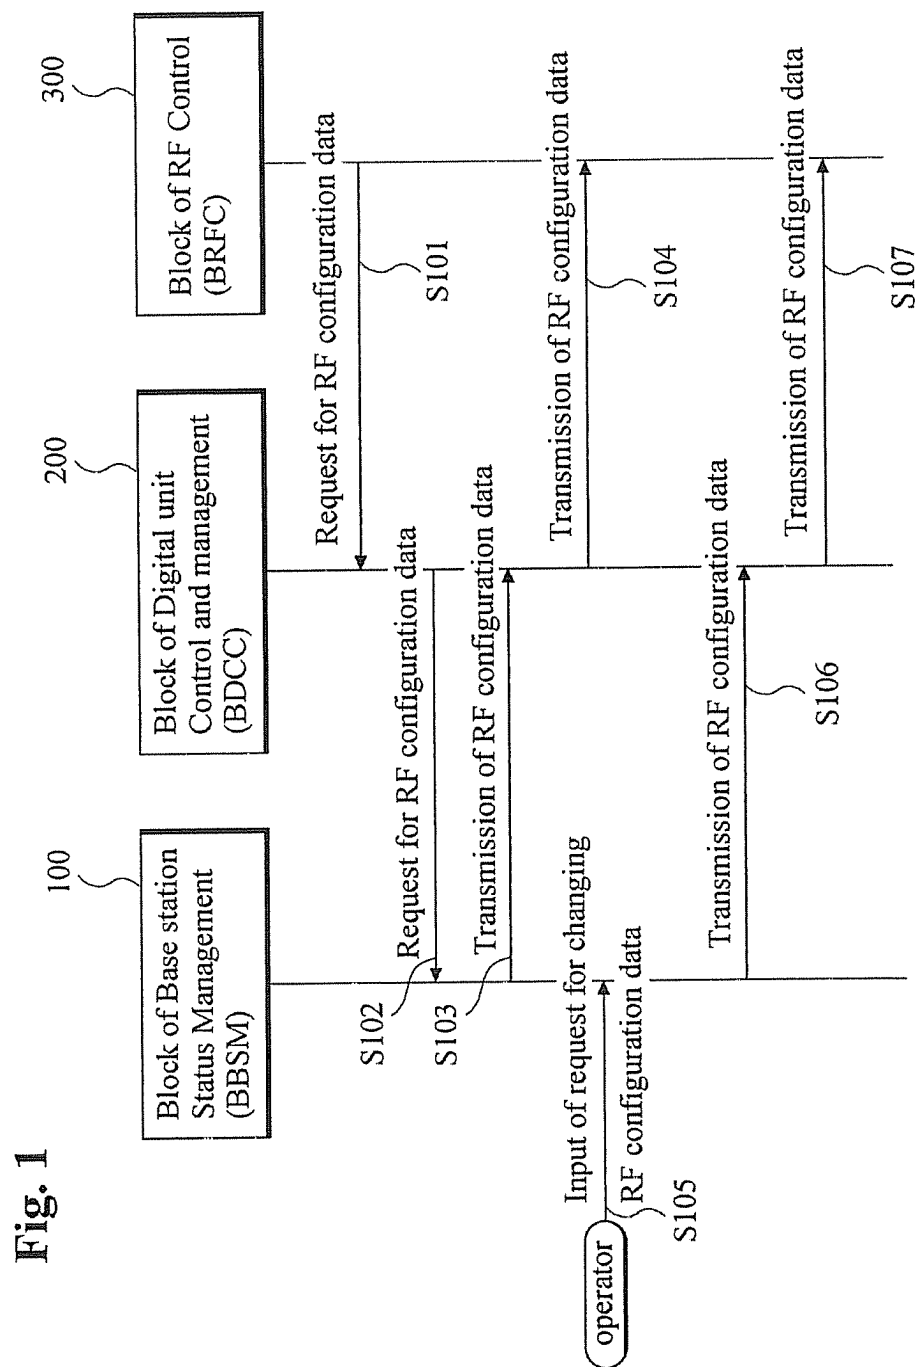 Fig. 1
100
Block of Base station
Status Management
(BBSM)
200
Block of Digital unit
Control and management
(BDCC)
300
Block of RF Control
(BRFC)
Request for RF configuration data
S101
Request for RF configuration data
S102
Transmission of RF configuration data
S103
Transmission of RF configuration data
S104
operator
Input of request for changing
RF configuration data
S105
Transmission of RF configuration data
S106
Transmission of RF configuration data
S107